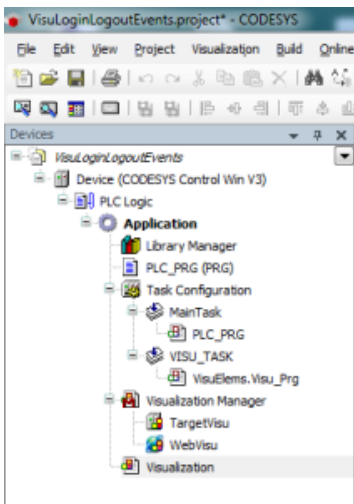 VisuLoginLogoutEvents.project* - CODESYS
File Edit View Project Visualization Build Online
Devices
VisuLoginLogoutEvents
Device (CODESYS Control Win V3)
PLC Logic
Application
Library Manager
PLC_PRG (PRG)
Task Configuration
MainTask
PLC_PRG
VISU_TASK
VisuElems.Visu_Prg
Visualization Manager
TargetVisu
WebVisu
Visualization